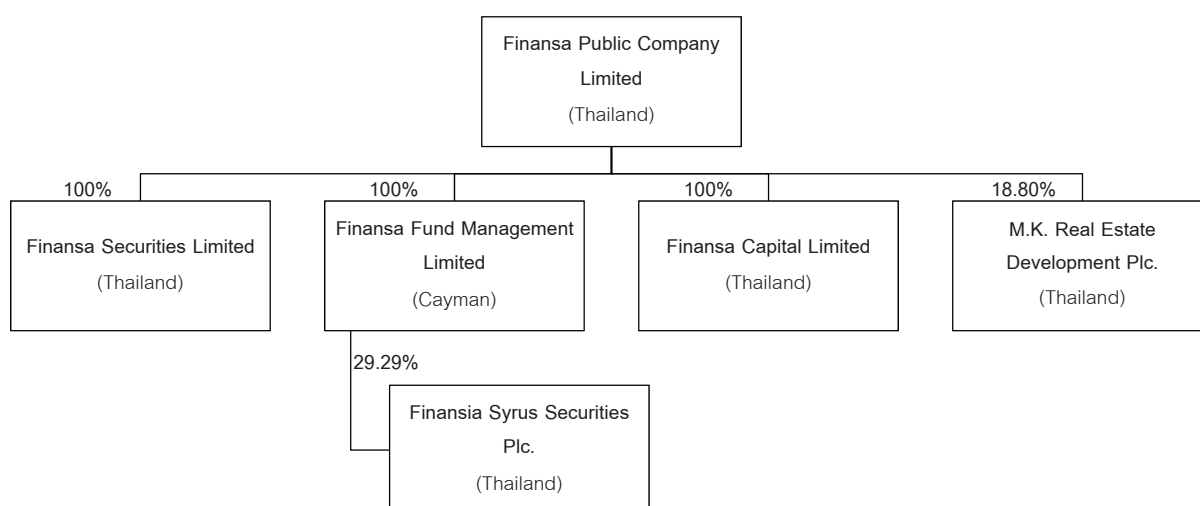 Finansa Public Company
Limited
(Thailand)
100%
100%
100%
18.80%
Finansa Securities Limited
(Thailand)
Finansa Fund Management
Limited
(Cayman)
Finansa Capital Limited
(Thailand)
M.K. Real Estate
Development Plc.
(Thailand)
29.29%
Finansia Syrus Securities
Plc.
(Thailand)